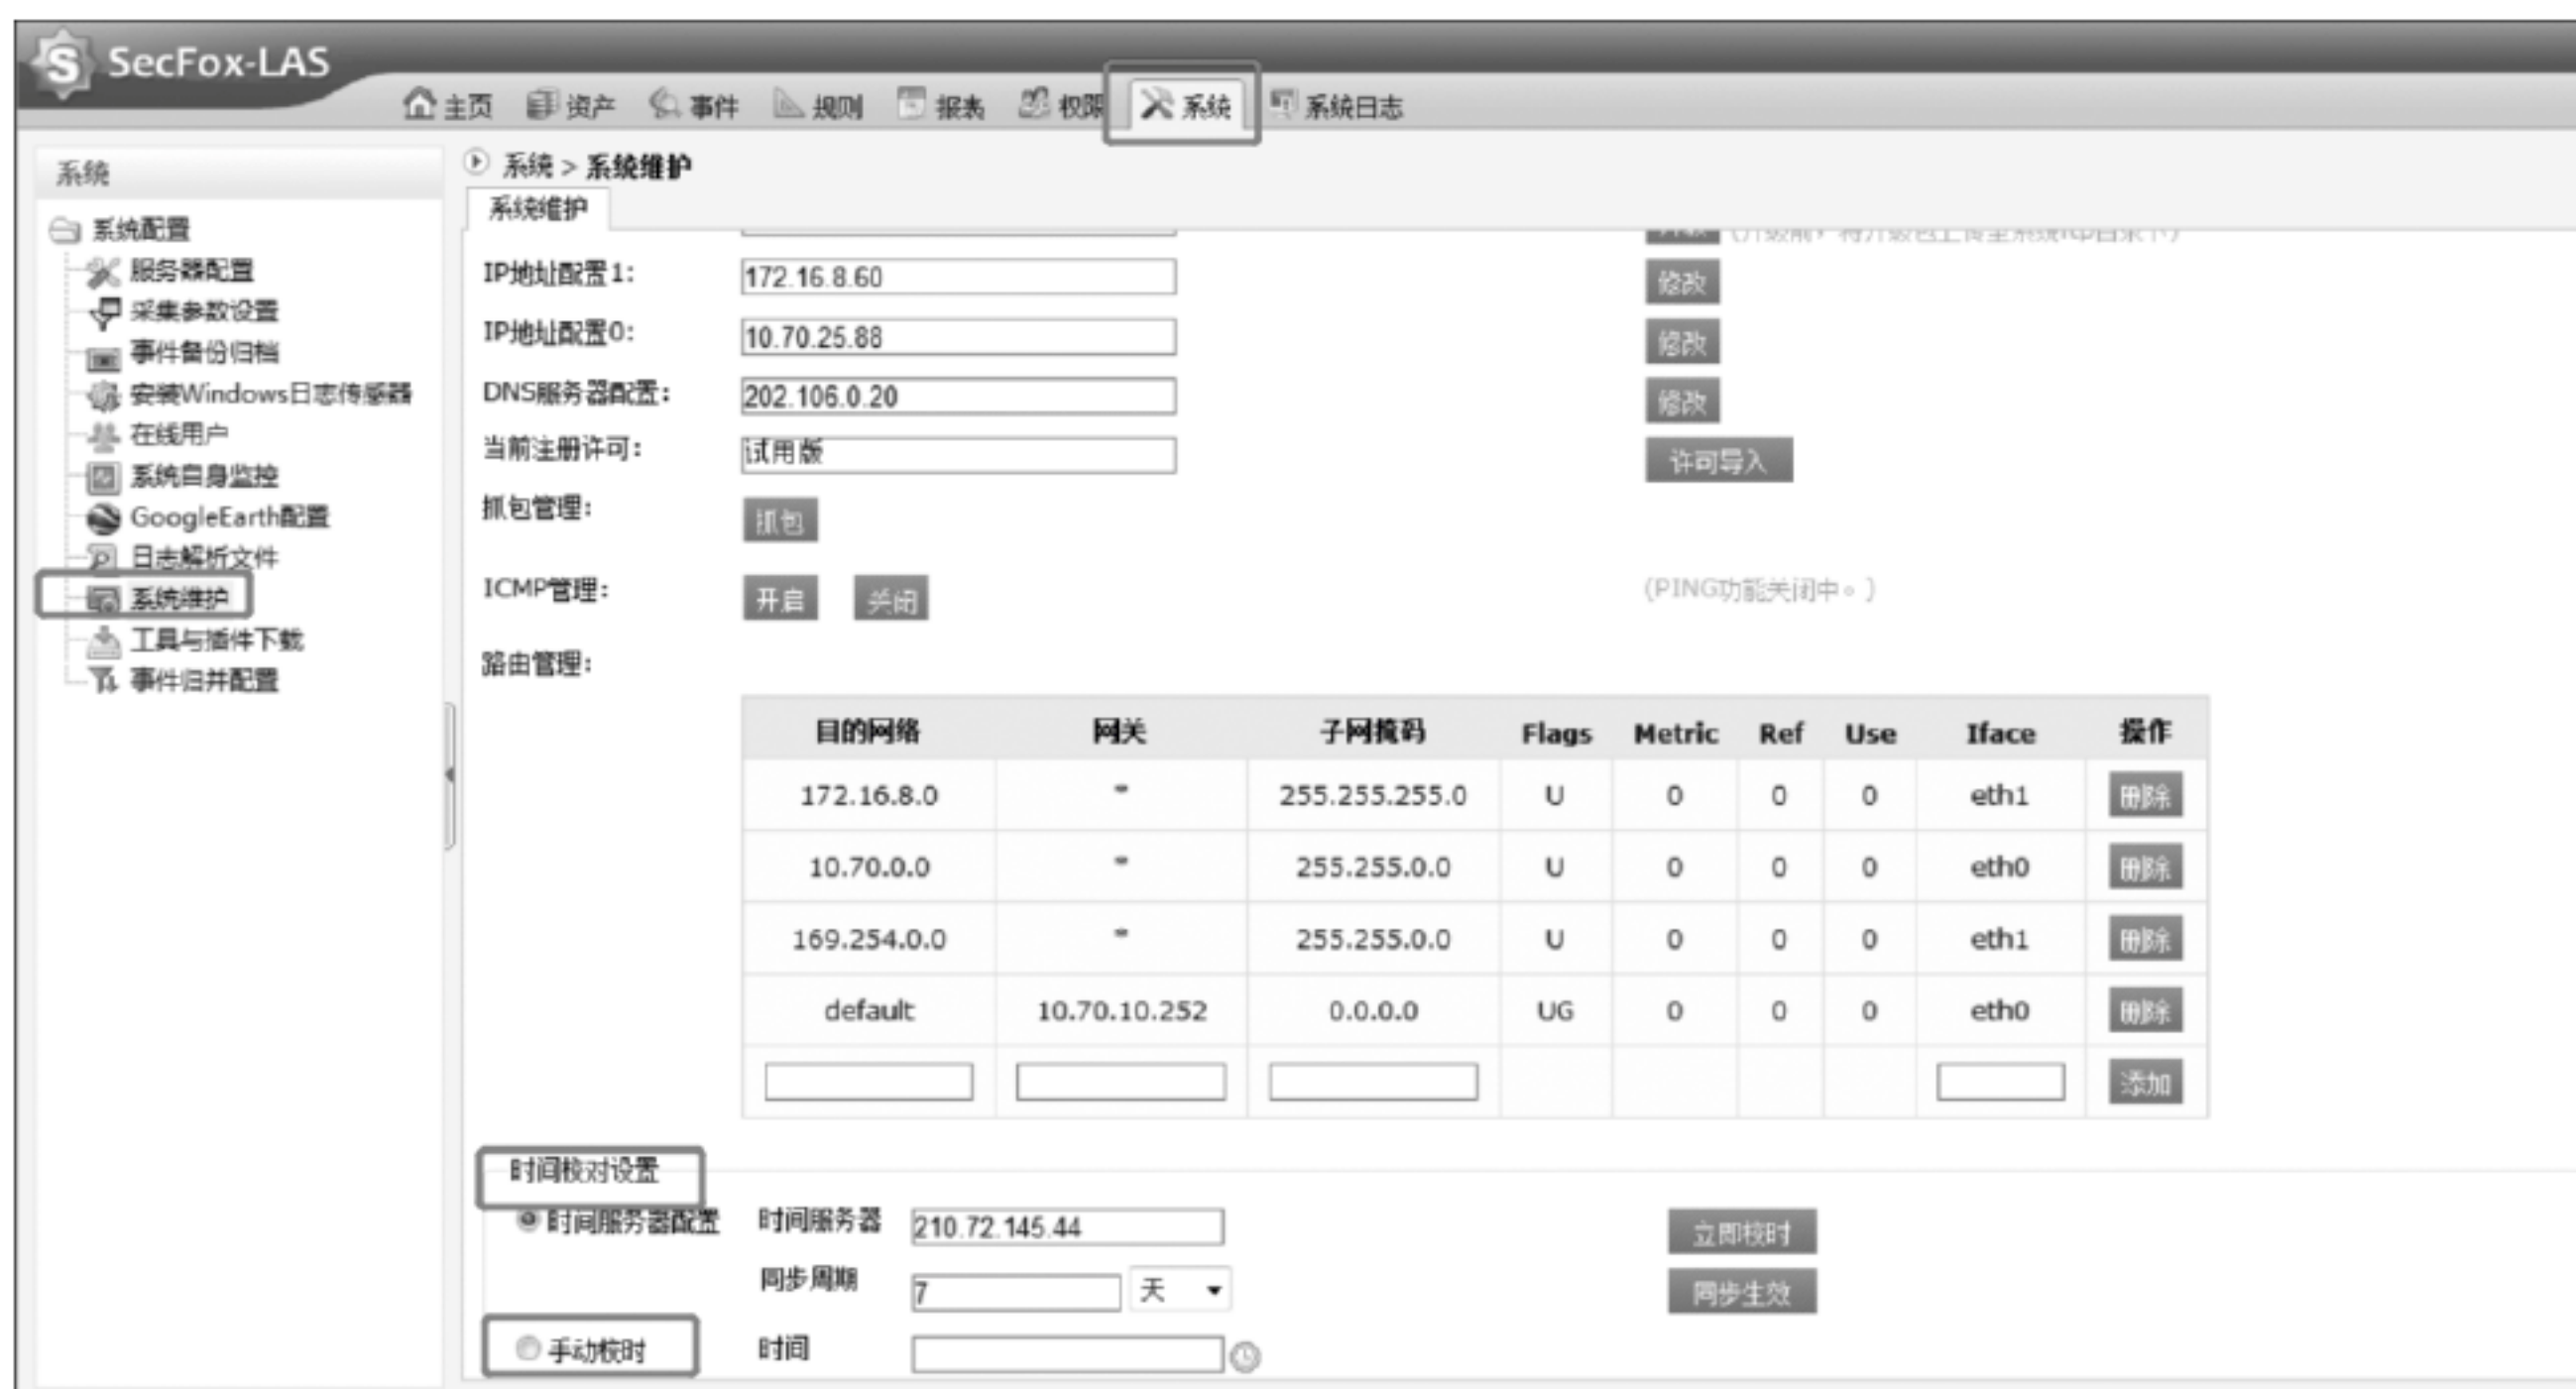 SecFox-LAS
主页 资产 事件 规则 报表 权限 系统 系统日志
系统
系统配置
服务器配置
采集参数设置
事件备份归档
安装Windows日志传感器
在线用户
系统自身监控
GoogleEarth配置
日志解析文件
系统维护
工具与插件下载
事件归并配置
系统 > 系统维护
系统维护
IP地址配置1: 172.16.8.60 修改
IP地址配置0: 10.70.25.88 修改
DNS服务器配置: 202.106.0.20 修改
当前注册许可: 试用版 许可导入
抓包管理: 抓包
ICMP管理: 开启 关闭 (PING功能关闭中。)
路由管理:
目的网络 网关 子网掩码 Flags Metric Ref Use Iface 操作
172.16.8.0 * 255.255.255.0 U 0 0 0 eth1 删除
10.70.0.0 * 255.255.0.0 U 0 0 0 eth0 删除
169.254.0.0 * 255.255.0.0 U 0 0 0 eth1 删除
default 10.70.10.252 0.0.0.0 UG 0 0 0 eth0 删除
添加
时间校对设置
时间服务器配置 时间服务器 210.72.145.44 立即校时
同步周期 7 天 同步生效
手动校时 时间